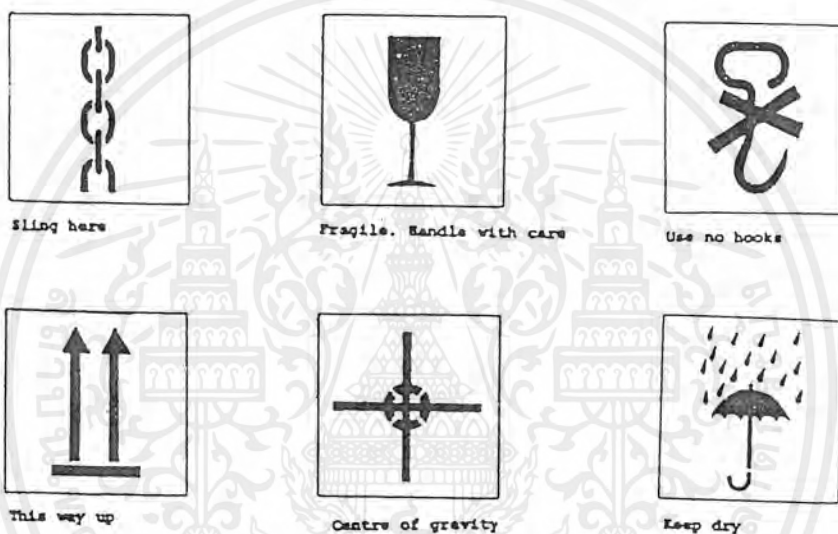 Sling here
Fragile. Handle with care
Use no hooks
This way up
Centre of gravity
Keep dry